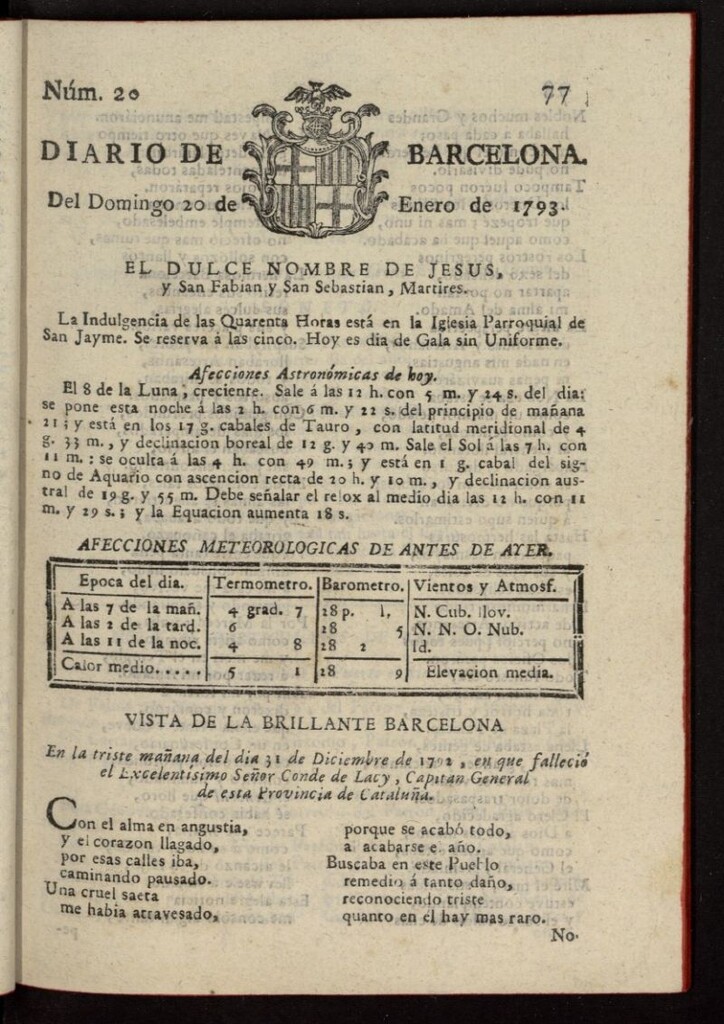 Núm. 20
77
DIARIO DE BARCELONA.
Del Domingo 20 de Enero de 1793.
EL DULCE NOMBRE DE JESUS,
y San Fabian y San Sebastian, Martires.
La Indulgencia de las Quarenta Horas está en la Iglesia Parroquial de
San Jayme. Se reserva á las cinco. Hoy es dia de Gala sin Uniforme.
Afecciones Astronómicas de hoy.
El 8 de la Luna, creciente. Sale á las 12 h. con 5 m. y 24 s. del dia:
se pone esta noche á las 2 h. con 6 m. y 22 s. del principio de mañana
21; y está en los 17 g. cabales de Tauro, con latitud meridional de 4
g. 33 m., y declinacion boreal de 12 g. y 40 m. Sale el Sol á las 7 h. con
11 m.: se oculta á las 4 h. con 49 m.; y está en 1 g. cabal del sig-
no de Aquario con ascencion recta de 20 h. y 10 m., y declinacion aus-
tral de 19 g. y 55 m. Debe señalar el relox al medio dia las 12 h. con 11
m. y 29 s.; y la Equacion aumenta 18 s.
AFECCIONES METEOROLOGICAS DE ANTES DE AYER.
Epoca del dia. Termometro. Barometro. Vientos y Atmosf.
A las 7 de la mañ. 4 grad. 7 28 p. l, N. Cub. llov.
A las 2 de la tard. 6 28 5 N. N. O. Nub.
A las 11 de la noc. 4 8 28 2 Id.
Calor medio..... 5 1 28 9 Elevacion media.
VISTA DE LA BRILLANTE BARCELONA
En la triste mañana del dia 31 de Diciembre de 1792, en que falleció
el Excelentísimo Señor Conde de Lacy, Capitan General
de esta Provincia de Cataluña.
Con el alma en angustia,
y el corazon llagado,
por esas calles iba,
caminando pausado.
Una cruel saeta
me habia atravesado,
porque se acabó todo,
a acabarse e. año.
Buscaba en este Pueblo
remedio á tanto daño,
reconociendo triste
quanto en él hay mas raro.
No